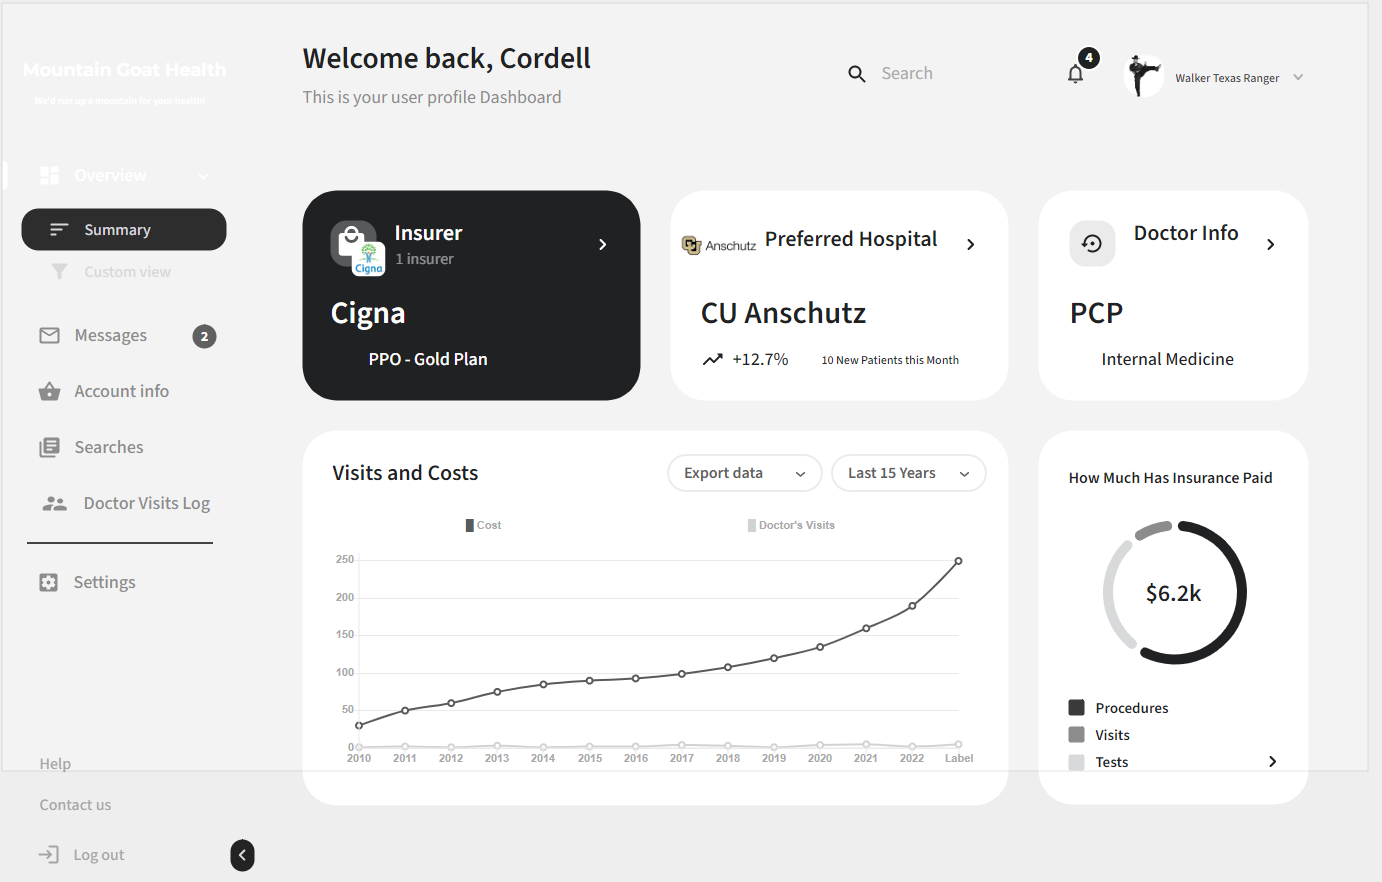 Mountain Goat Health
We'd run up a mountain for your health!
Overview
Summary
Custom view
Messages
2
Account info
Searches
Doctor Visits Log
Settings
Help
Contact us
Log out
Welcome back, Cordell
This is your user profile Dashboard
Search
4
Walker Texas Ranger
Insurer
1 insurer
Cigna
Cigna
PPO - Gold Plan
Anschutz
Preferred Hospital
CU Anschutz
+12.7%
10 New Patients this Month
Doctor Info
PCP
Internal Medicine
Visits and Costs
Export data
Last 15 Years
Cost
Doctor's Visits
250
200
150
100
50
0
2010 2011 2012 2013 2014 2015 2016 2017 2018 2019 2020 2021 2022 Label
How Much Has Insurance Paid
$6.2k
Procedures
Visits
Tests